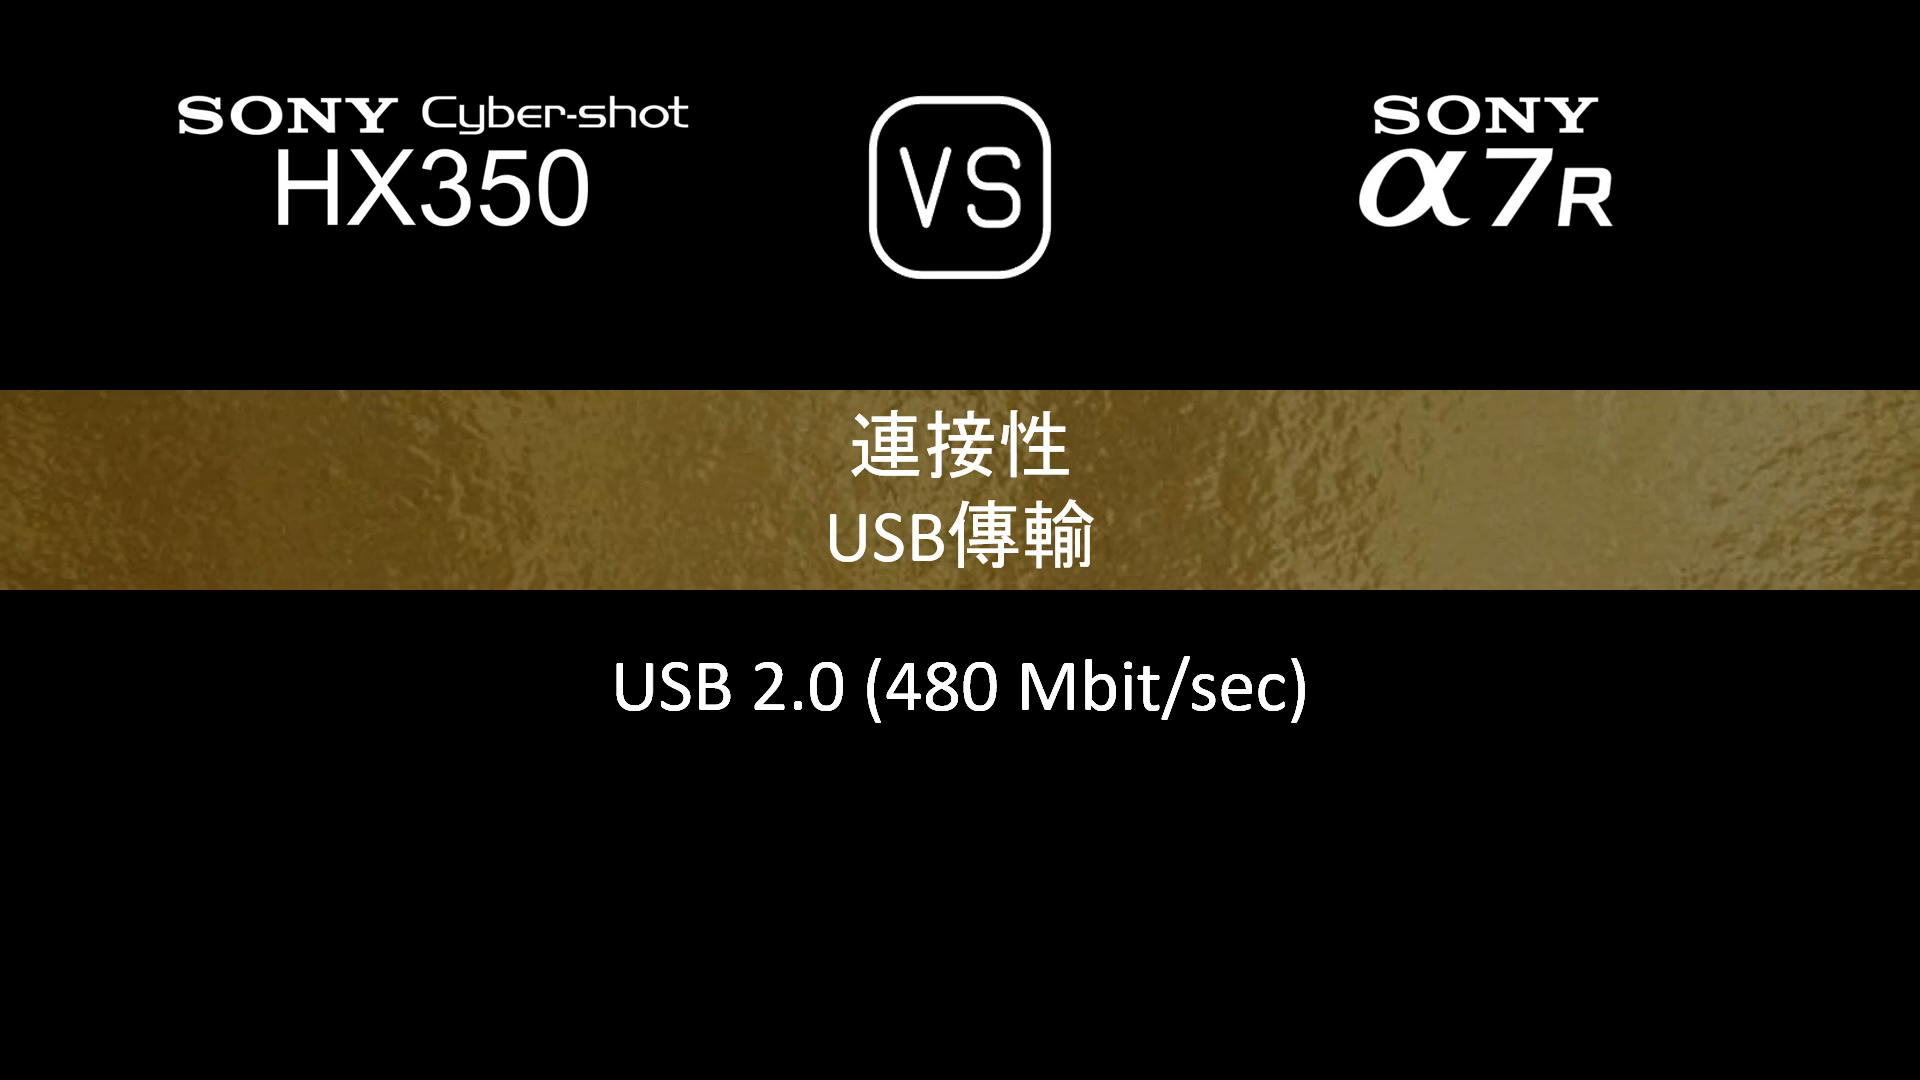 SONY Cyber-shot
HX350
VS
SONY
α7R
連接性
USB傳輸
USB 2.0 (480 Mbit/sec)